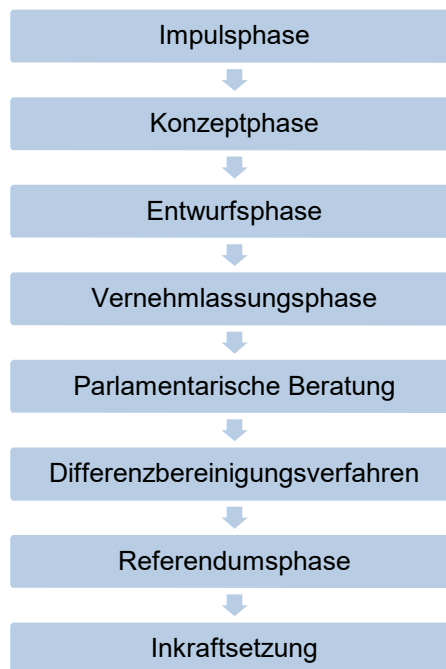 Impulsphase
Konzeptphase
Entwurfsphase
Vernehmlassungsphase
Parlamentarische Beratung
Differenzbereinigungsverfahren
Referendumsphase
Inkraftsetzung